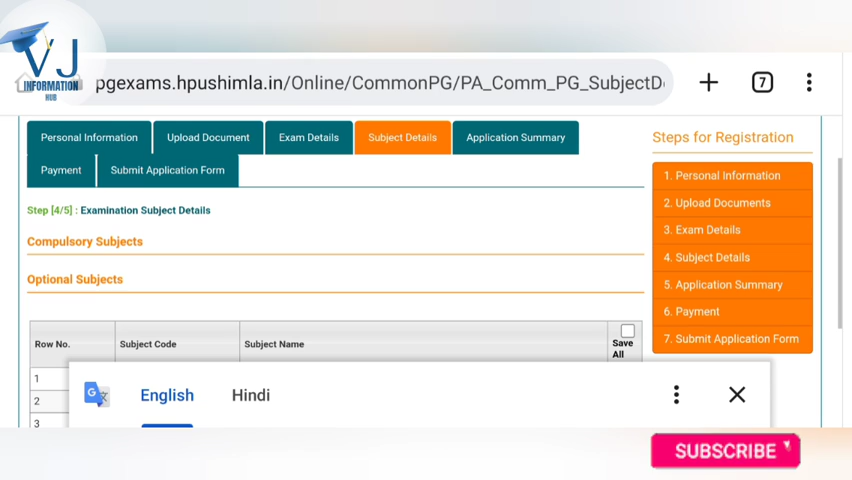 VJ
INFORMATION
HUB
pgexams.hpushimla.in/Online/CommonPG/PA_Comm_PG_SubjectD
7
Personal Information
Upload Document
Exam Details
Subject Details
Application Summary
Payment
Submit Application Form
Step [4/5] : Examination Subject Details
Compulsory Subjects
Optional Subjects
Row No.
Subject Code
Subject Name
Save
All
1
2
3
Steps for Registration
1. Personal Information
2. Upload Documents
3. Exam Details
4. Subject Details
5. Application Summary
6. Payment
7. Submit Application Form
G
English
Hindi
SUBSCRIBE